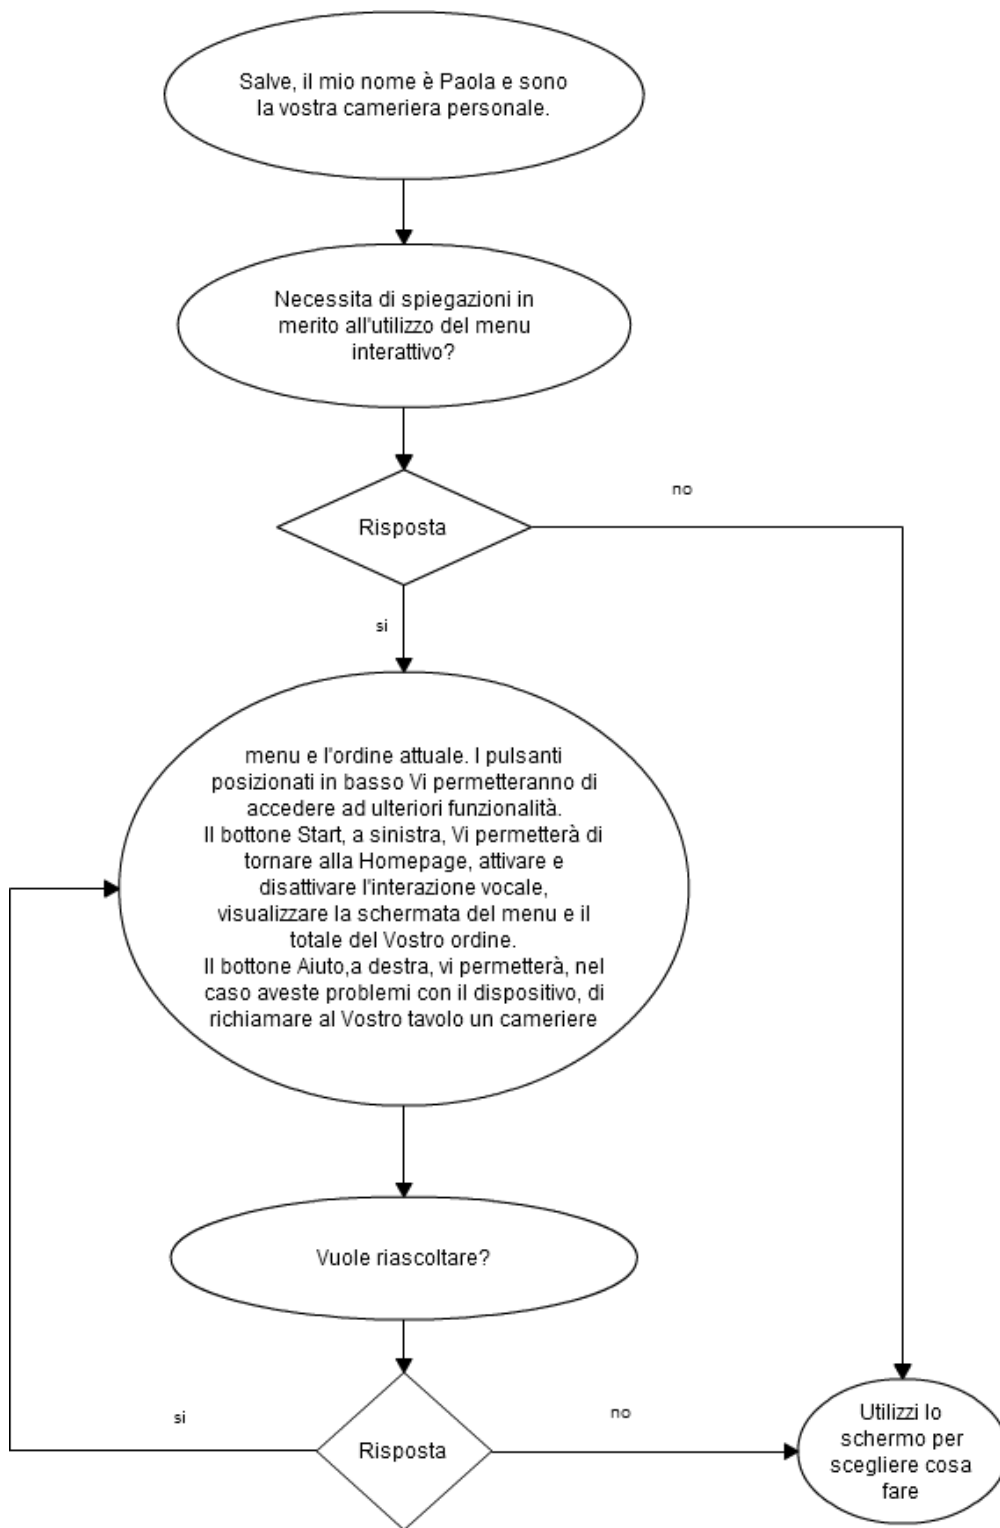 Salve, il mio nome è Paola e sono
la vostra cameriera personale.
Necessita di spiegazioni in
merito all'utilizzo del menu
interattivo?
Risposta
no
si
menu e l'ordine attuale. I pulsanti
posizionati in basso Vi permetteranno di
accedere ad ulteriori funzionalità.
Il bottone Start, a sinistra, Vi permetterà di
tornare alla Homepage, attivare e
disattivare l'interazione vocale,
visualizzare la schermata del menu e il
totale del Vostro ordine.
Il bottone Aiuto,a destra, vi permetterà, nel
caso aveste problemi con il dispositivo, di
richiamare al Vostro tavolo un cameriere
Vuole riascoltare?
si
Risposta
no
Utilizzi lo
schermo per
scegliere cosa
fare